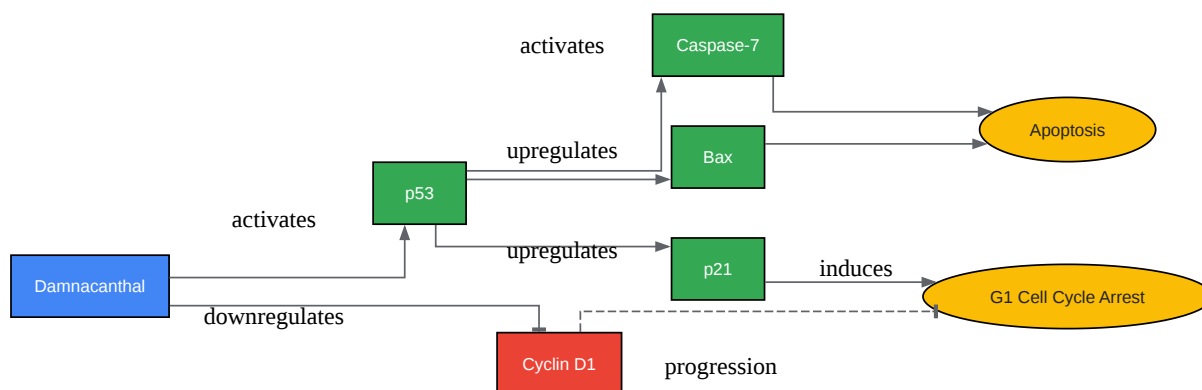 activates
Caspase-7
Apoptosis
upregulates
Bax
p53
activates
upregulates
p21
induces
Damnacanthal
G1 Cell Cycle Arrest
downregulates
Cyclin D1
progression